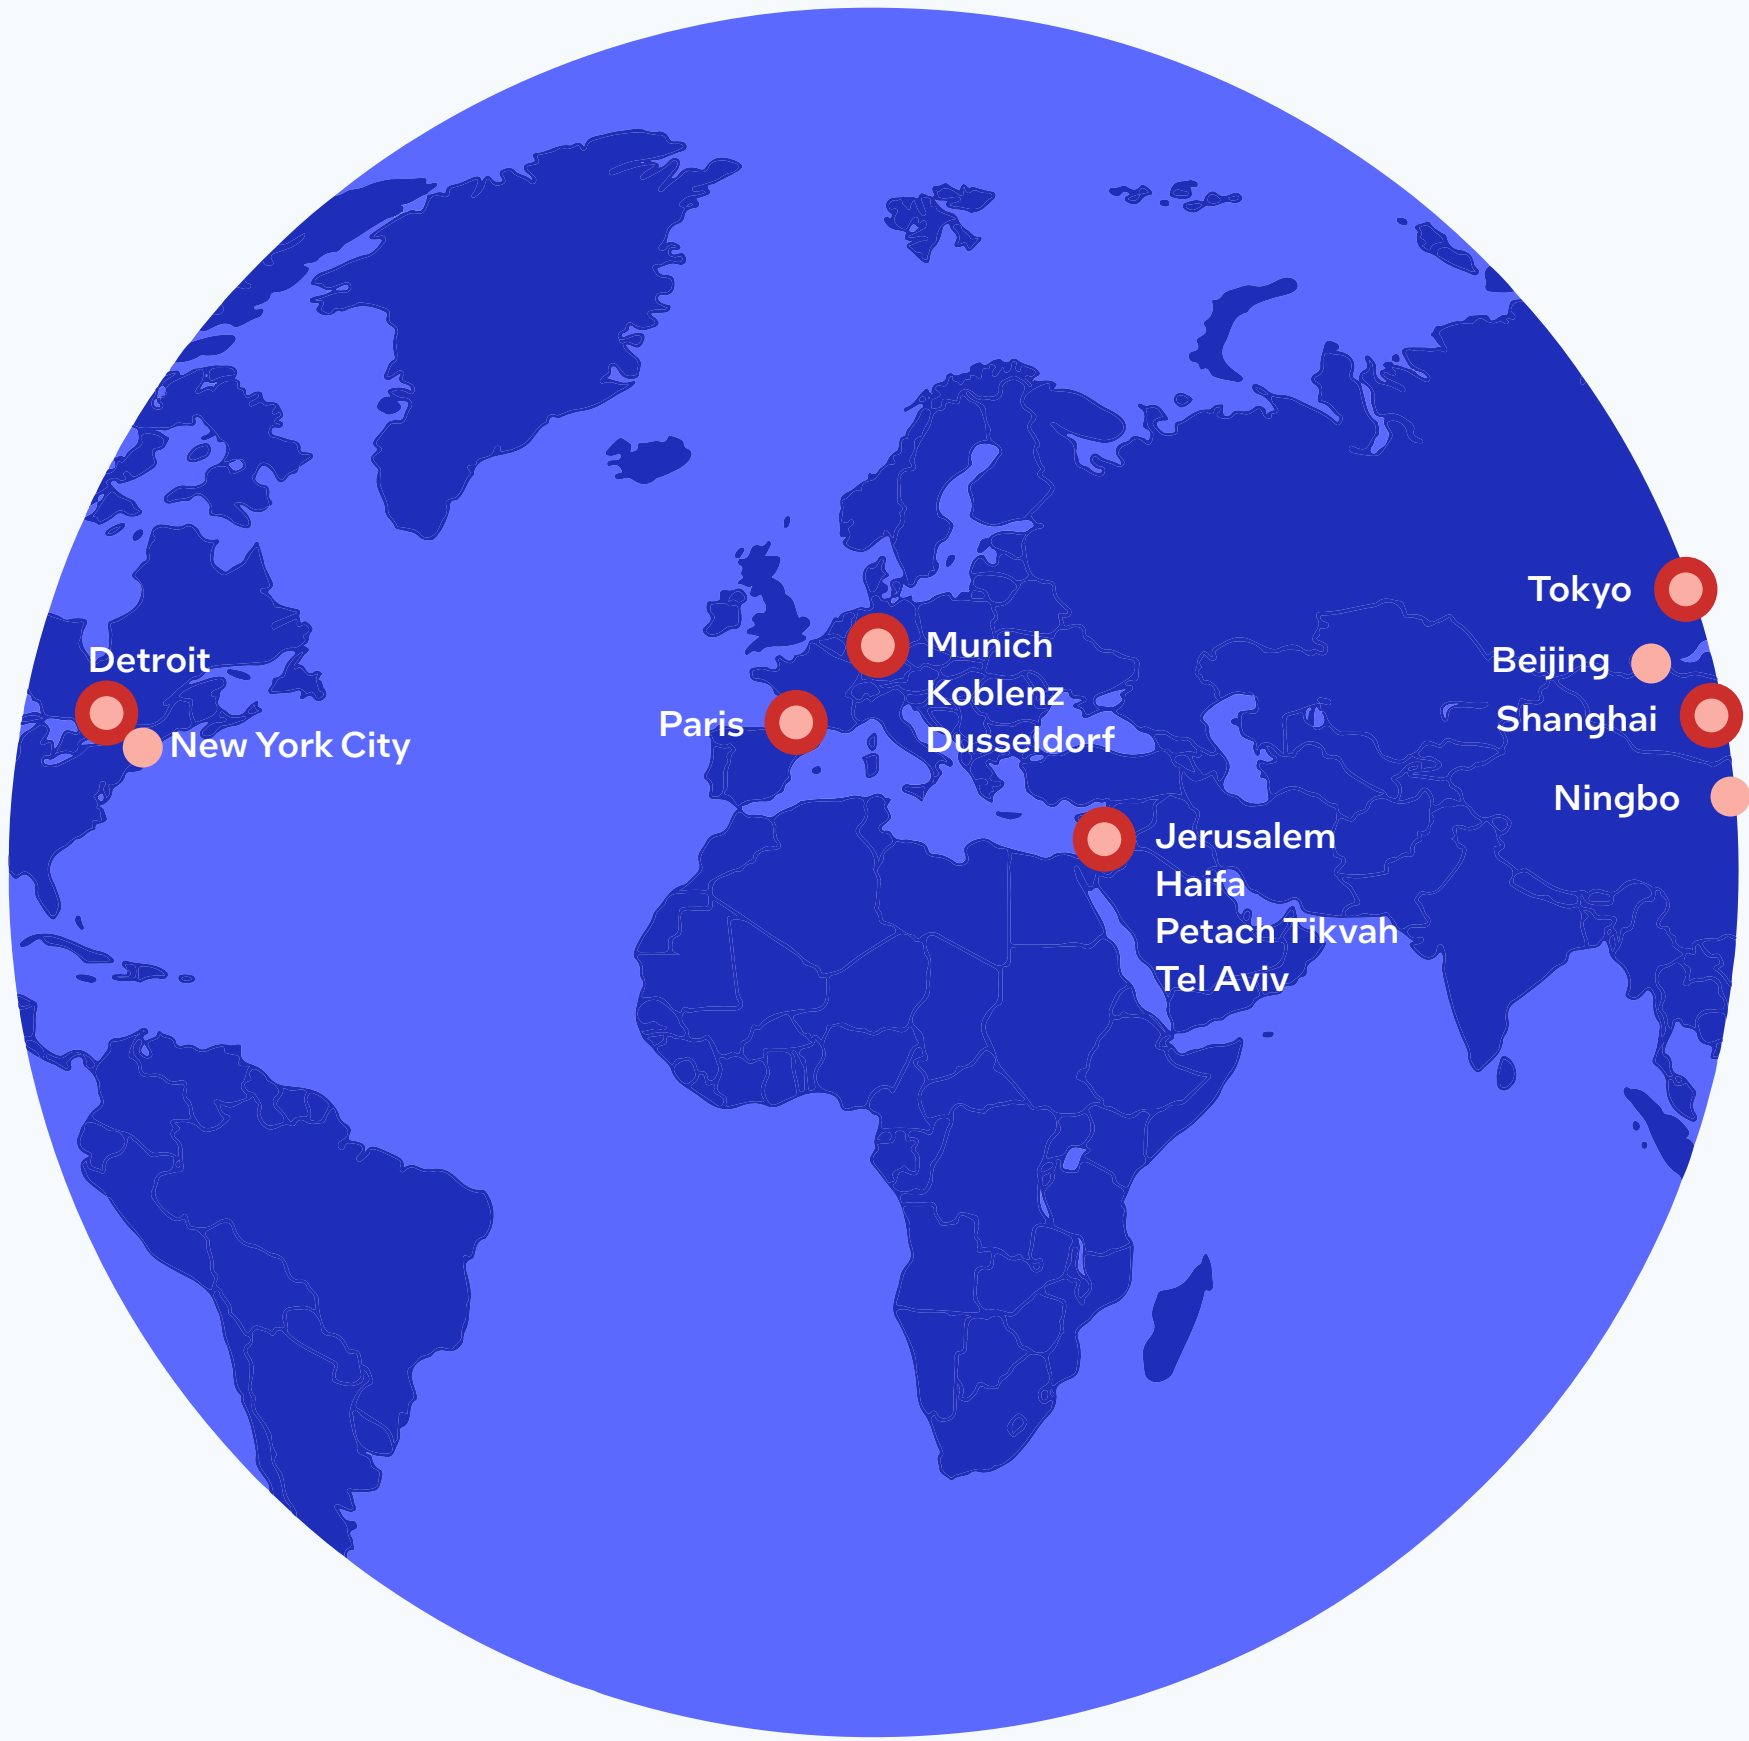 Detroit
New York City
Paris
Munich
Koblenz
Dusseldorf
Jerusalem
Haifa
Petach Tikvah
Tel Aviv
Tokyo
Beijing
Shanghai
Ningbo